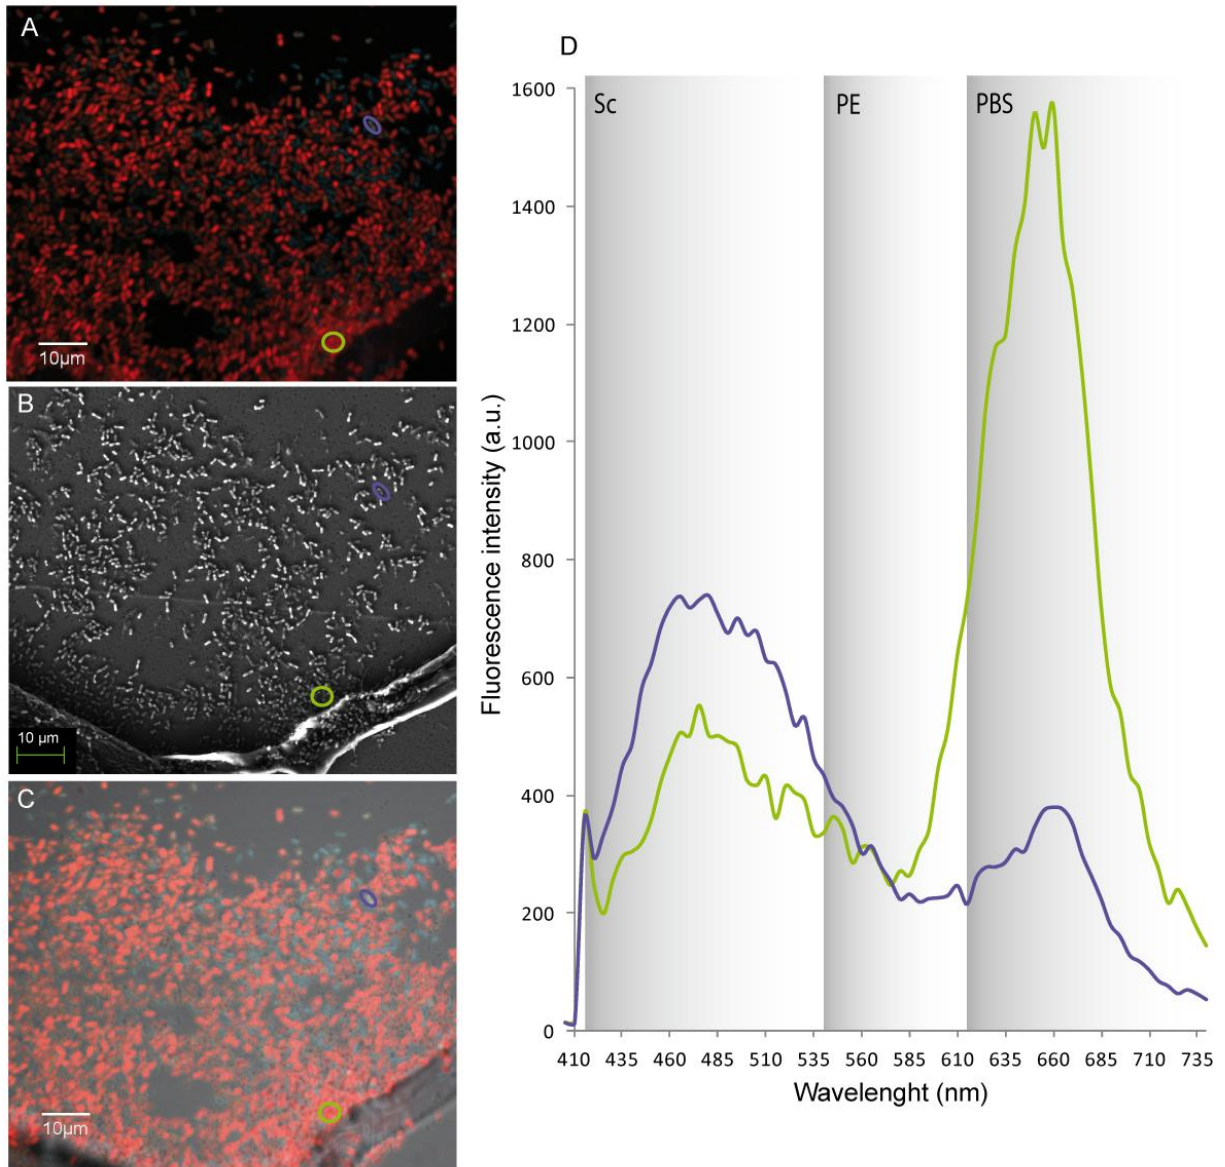 A
10µm
B
10 µm
C
10µm
D
Sc
PE
PBS
1600
1400
1200
1000
800
600
400
200
0
Fluorescence intensity (a.u.)
410 435 460 485 510 535 560 585 610 635 660 685 710 735
Wavelenght (nm)